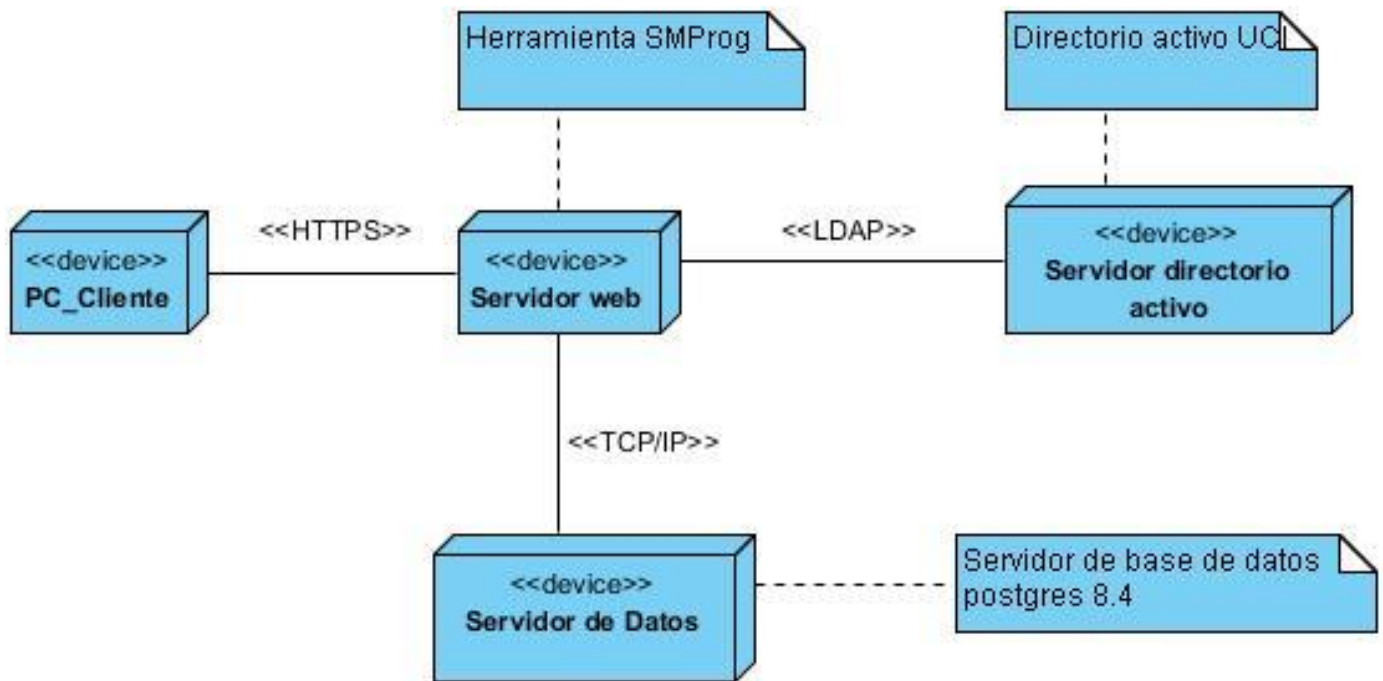 Herramienta SMProg
Directorio activo UCI
<<HTTPS>>
<<LDAP>>
<<device>>
PC_Cliente
<<device>>
Servidor web
<<device>>
Servidor directorio
activo
<<TCP/IP>>
<<device>>
Servidor de Datos
Servidor de base de datos
postgres 8.4